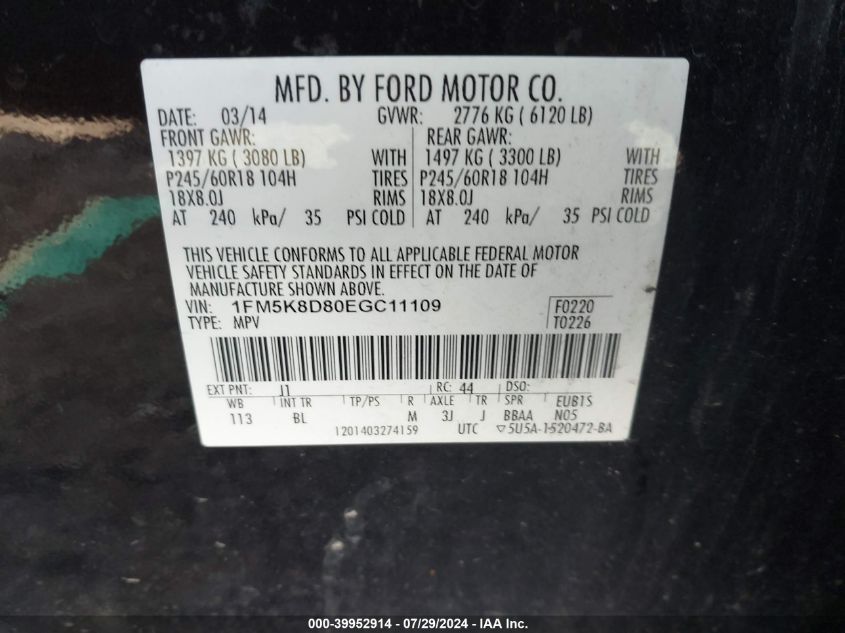 MFD. BY FORD MOTOR CO.
DATE: 03/14 GVWR: 2776 KG ( 6120 LB)
FRONT GAWR: REAR GAWR:
1397 KG ( 3080 LB) WITH 1497 KG ( 3300 LB) WITH
P245/60R18 104H TIRES P245/60R18 104H TIRES
18X8.0J RIMS 18X8.0J RIMS
AT 240 kPa/ 35 PSI COLD AT 240 kPa/ 35 PSI COLD
THIS VEHICLE CONFORMS TO ALL APPLICABLE FEDERAL MOTOR
VEHICLE SAFETY STANDARDS IN EFFECT ON THE DATE OF
MANUFACTURE SHOWN ABOVE.
VIN: 1FM5K8D80EGC11109 F0220
TYPE: MPV T0226
EXT PNT: J1 RC: 44 DSO:
WB INT TR TP/PS R AXLE TR SPR EUB1S
113 BL M 3J J BBAA N05
1201403274159 UTC ▽5U5A-1520472-BA
000-39952914 - 07/29/2024 - IAA Inc.